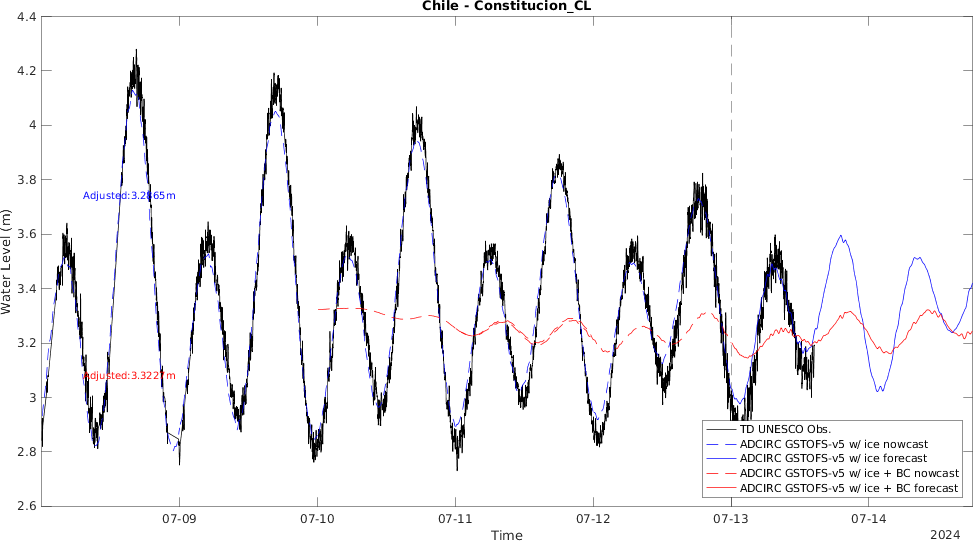 Chile - Constitucion_CL
4.4
4.2
4
3.8
3.6
3.4
3.2
3
2.8
2.6
Water Level (m)
Adjusted:3.2865m
Adjusted:3.3227m
TD UNESCO Obs.
ADCIRC GSTOFS-v5 w/ ice nowcast
ADCIRC GSTOFS-v5 w/ ice forecast
ADCIRC GSTOFS-v5 w/ ice + BC nowcast
ADCIRC GSTOFS-v5 w/ ice + BC forecast
07-09
07-10
07-11
07-12
07-13
07-14
Time
2024